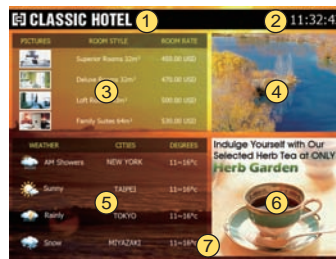 CLASSIC HOTEL 1
2 11:32:4
PICTURES ROOM STYLE ROOM RATE
Superior Rooms 32m² 455.00 USD
Deluxe Rooms 32m² 470.00 USD
3
4
Loft Room 500.00 USD
Family Suites 64m² 530.00 USD
WEATHER CITIES DEGREES
AM Showers NEW YORK 11~16°c
Sunny TAIPEI 11~16°c
5
Rainly TOKYO 11~16°c
Snow MIYAZAKI 11~16°c
7
Indulge Yourself with Our
Selected Herb Tea at ONLY
Herb Garden
6